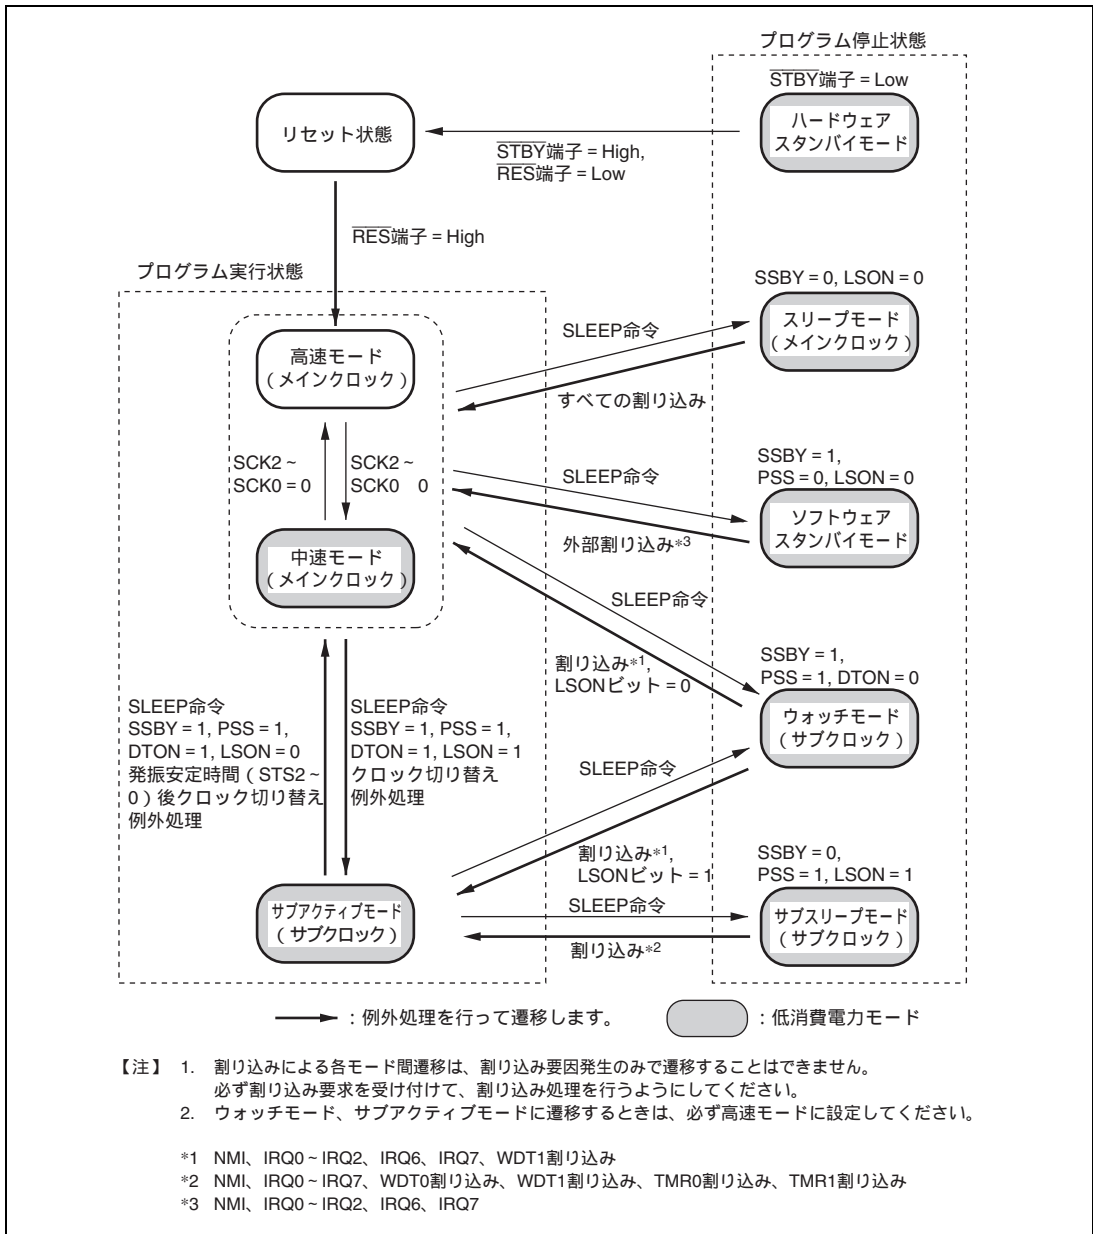 プログラム停止状態
STBY端子 = Low
ハードウェア
スタンバイモード
リセット状態
STBY端子 = High,
RES端子 = Low
RES端子 = High
プログラム実行状態
SSBY = 0, LSON = 0
スリープモード
(メインクロック)
SLEEP命令
すべての割り込み
高速モード
(メインクロック)
SCK2~
SCK0 = 0
SCK2~
SCK0 0
中速モード
(メインクロック)
SSBY = 1,
PSS = 0, LSON = 0
ソフトウェア
スタンバイモード
SLEEP命令
外部割り込み*3
SLEEP命令
割り込み*1,
LSONビット = 0
SSBY = 1,
PSS = 1, DTON = 0
ウォッチモード
(サブクロック)
SLEEP命令
SSBY = 1, PSS = 1,
DTON = 1, LSON = 0
発振安定時間(STS2~
0)後クロック切り替え
例外処理
SLEEP命令
SSBY = 1, PSS = 1,
DTON = 1, LSON = 1
クロック切り替え
例外処理
SLEEP命令
割り込み*1,
LSONビット = 1
サブアクティブモード
(サブクロック)
SSBY = 0,
PSS = 1, LSON = 1
サブスリープモード
(サブクロック)
SLEEP命令
割り込み*2
:例外処理を行って遷移します。
:低消費電力モード
【注】 1. 割り込みによる各モード間遷移は、割り込み要因発生のみで遷移することはできません。
必ず割り込み要求を受け付けて、割り込み処理を行うようにしてください。
2. ウォッチモード、サブアクティブモードに遷移するときは、必ず高速モードに設定してください。
*1 NMI、IRQ0~IRQ2、IRQ6、IRQ7、WDT1割り込み
*2 NMI、IRQ0~IRQ7、WDT0割り込み、WDT1割り込み、TMR0割り込み、TMR1割り込み
*3 NMI、IRQ0~IRQ2、IRQ6、IRQ7